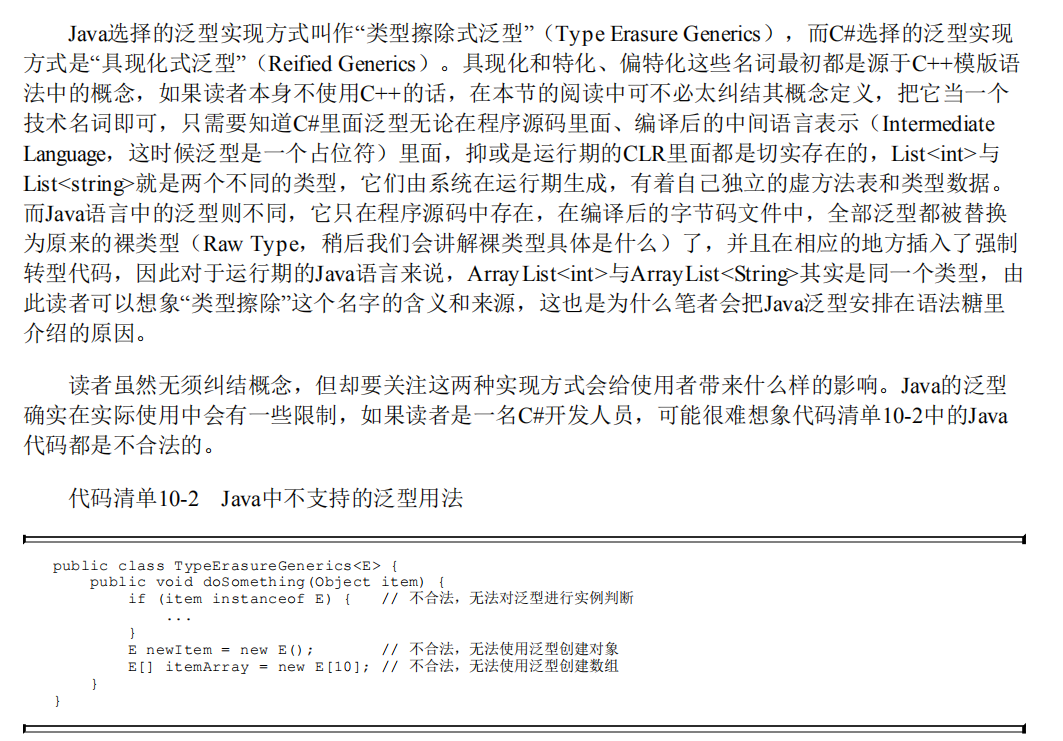 Java选择的泛型实现方式叫作“类型擦除式泛型”（Type Erasure Generics），而C#选择的泛型实现
方式是“具现化式泛型”（Reified Generics）。具现化和特化、偏特化这些名词最初都是源于C++模版语
法中的概念，如果读者本身不使用C++的话，在本节的阅读中可不必太纠结其概念定义，把它当一个
技术名词即可，只需要知道C#里面泛型无论在程序源码里面、编译后的中间语言表示（Intermediate
Language，这时候泛型是一个占位符）里面，抑或是运行期的CLR里面都是切实存在的，List<int>与
List<string>就是两个不同的类型，它们由系统在运行期生成，有着自己独立的虚方法表和类型数据。
而Java语言中的泛型则不同，它只在程序源码中存在，在编译后的字节码文件中，全部泛型都被替换
为原来的裸类型（Raw Type，稍后我们会讲解裸类型具体是什么）了，并且在相应的地方插入了强制
转型代码，因此对于运行期的Java语言来说，ArrayList<int>与ArrayList<String>其实是同一个类型，由
此读者可以想象“类型擦除”这个名字的含义和来源，这也是为什么笔者会把Java泛型安排在语法糖里
介绍的原因。
读者虽然无须纠结概念，但却要关注这两种实现方式会给使用者带来什么样的影响。Java的泛型
确实在实际使用中会有一些限制，如果读者是一名C#开发人员，可能很难想象代码清单10-2中的Java
代码都是不合法的。
代码清单10-2　Java中不支持的泛型用法
public class TypeErasureGenerics<E> {
    public void doSomething(Object item) {
        if (item instanceof E) {   // 不合法，无法对泛型进行实例判断
            ...
        }
        E newItem = new E();       // 不合法，无法使用泛型创建对象
        E[] itemArray = new E[10]; // 不合法，无法使用泛型创建数组
    }
}